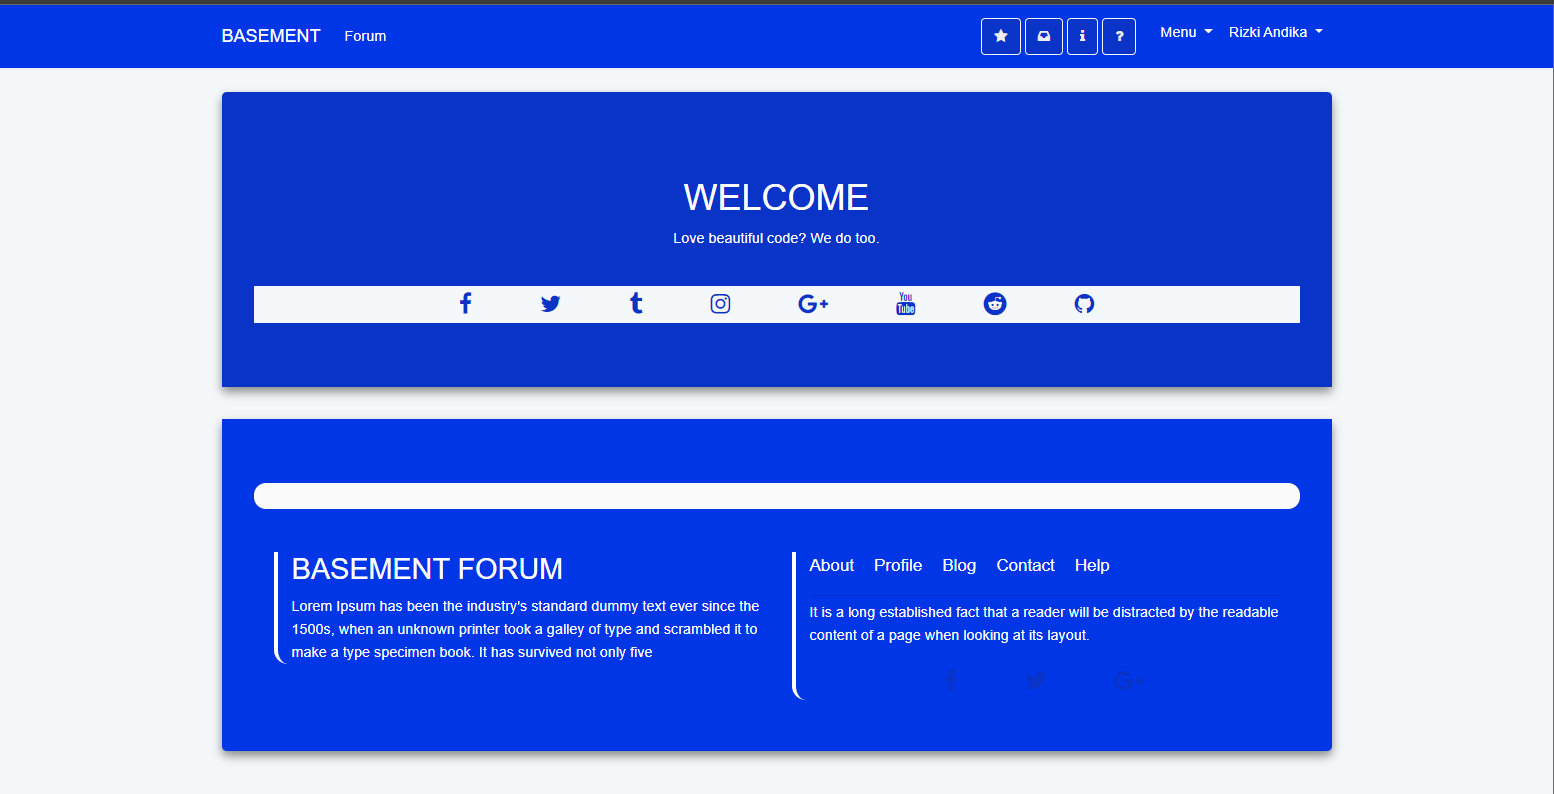 BASEMENT Forum Menu Rizki Andika
WELCOME
Love beautiful code? We do too.
You
Tube
BASEMENT FORUM
Lorem Ipsum has been the industry's standard dummy text ever since the
1500s, when an unknown printer took a galley of type and scrambled it to
make a type specimen book. It has survived not only five
About Profile Blog Contact Help
It is a long established fact that a reader will be distracted by the readable
content of a page when looking at its layout.